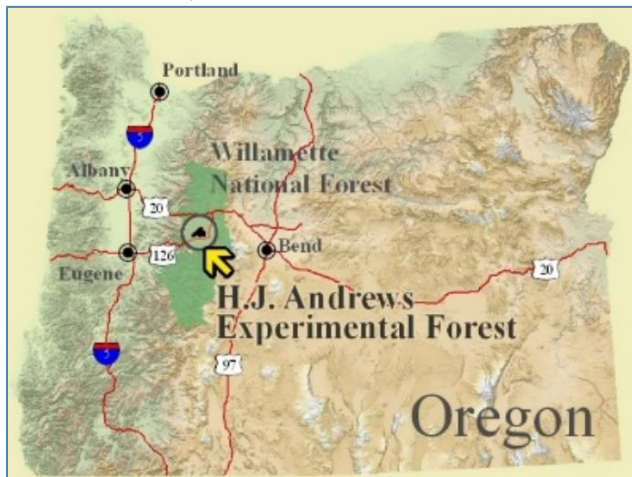 Portland
5
Willamette
National Forest
Albany
20
Eugene
126
Bend
20
H.J. Andrews
Experimental Forest
5
97
Oregon